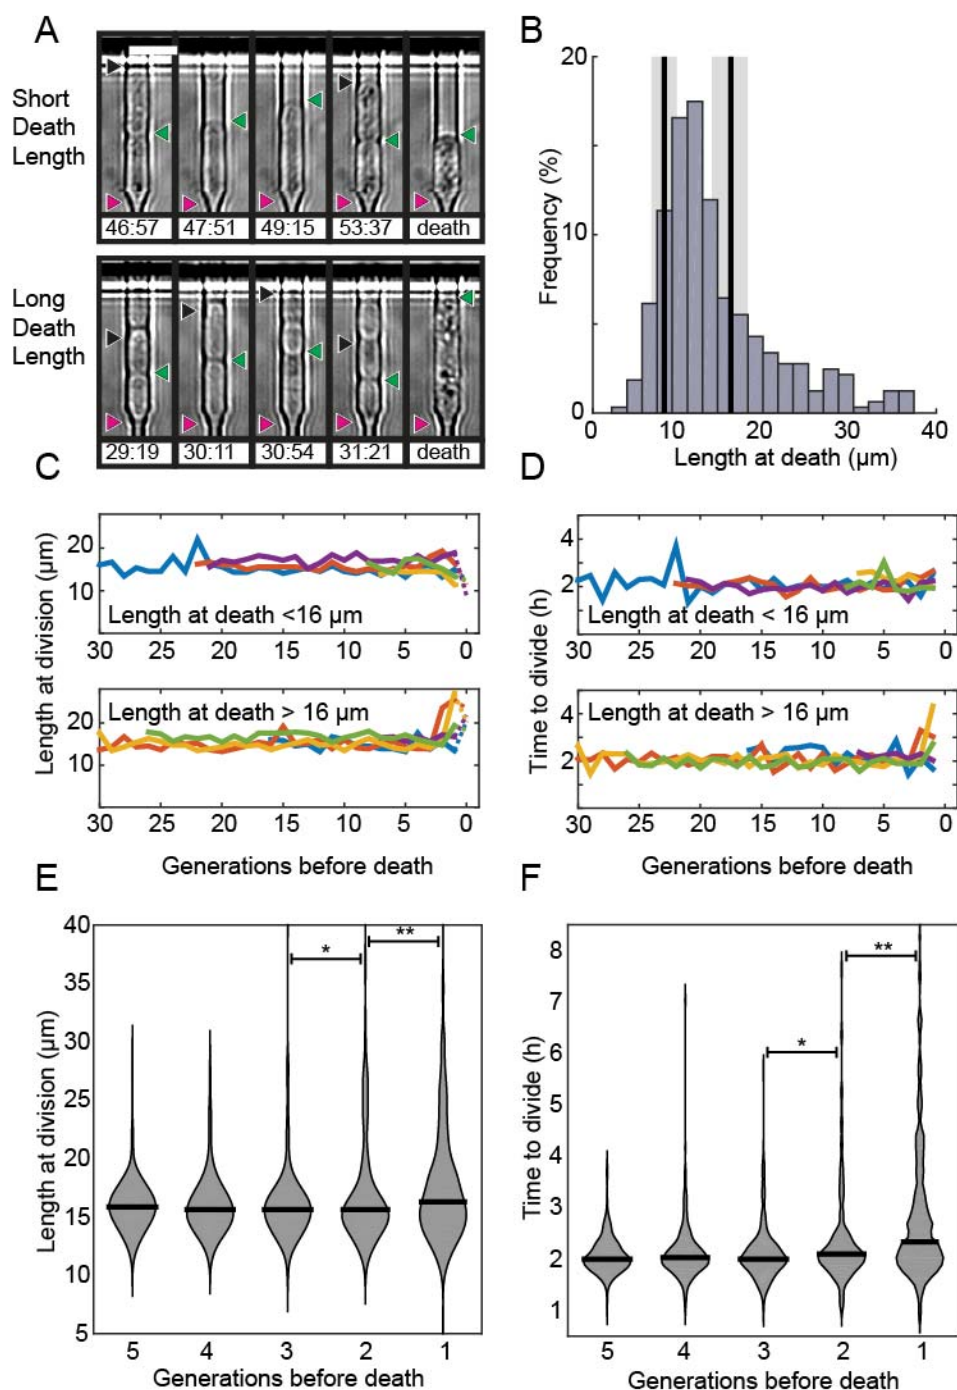 A
Short
Death
Length
46:57 47:51 49:15 53:37 death
Long
Death
Length
29:19 30:11 30:54 31:21 death
B
Frequency (%)
20
10
0
0 10 20 30 40
Length at death (µm)
C
Length at division (µm)
20
10
Length at death <16 µm
30 25 20 15 10 5 0
20
10
Length at death > 16 µm
30 25 20 15 10 5 0
Generations before death
D
Time to divide (h)
4
2
Length at death < 16 µm
30 25 20 15 10 5 0
4
2
Length at death > 16 µm
30 25 20 15 10 5 0
E
Length at division (µm)
40
35
30
25
20
15
10
5
* **
5 4 3 2 1
Generations before death
F
Time to divide (h)
8
7
6
5
4
3
2
1
* **
5 4 3 2 1
Generations before death